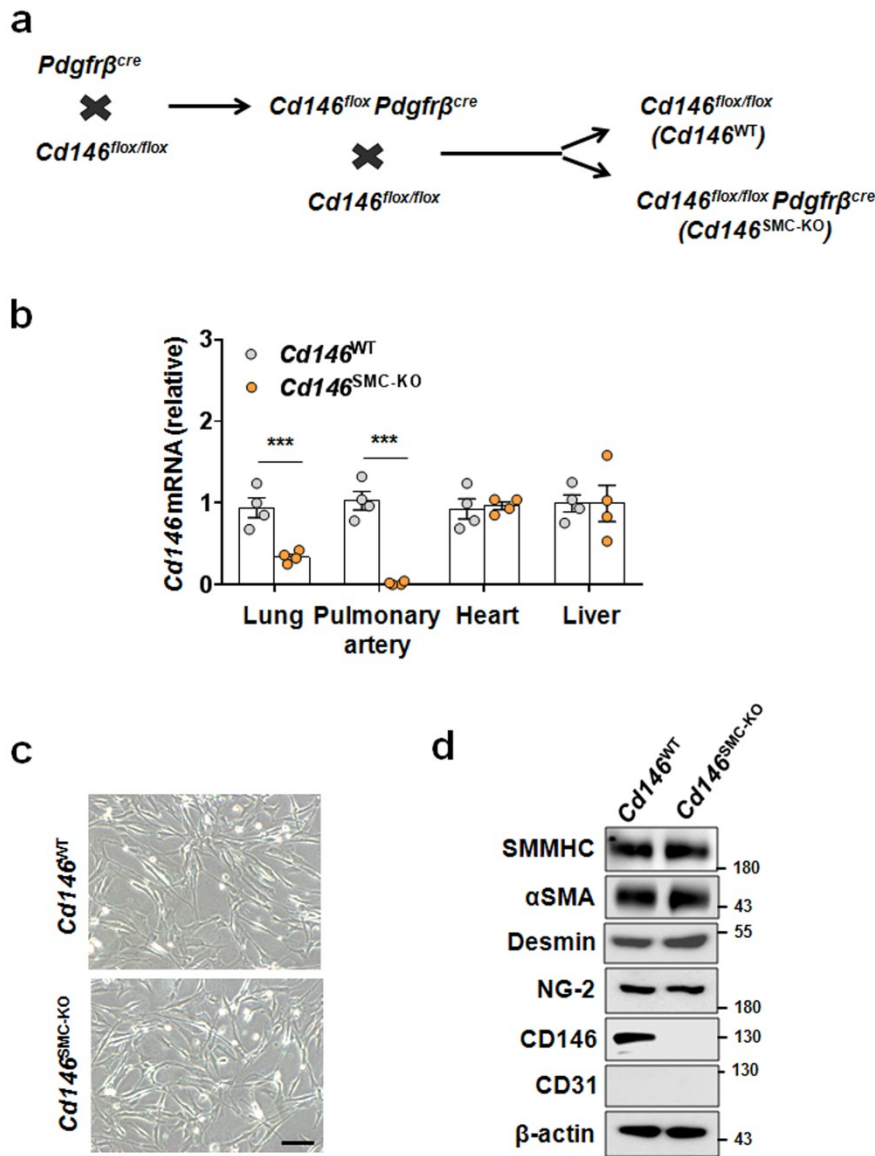 a
Pdgfrβcre
Cd146flox/flox
Cd146flox Pdgfrβcre
Cd146flox/flox
Cd146flox/flox
(Cd146WT)
Cd146flox/flox Pdgfrβcre
(Cd146SMC-KO)
b
Cd146 mRNA (relative)
3
2
1
0
Cd146WT
Cd146SMC-KO
***
***
Lung
Pulmonary
artery
Heart
Liver
c
Cd146WT
Cd146SMC-KO
d
Cd146WT
Cd146SMC-KO
SMMHC
180
αSMA
43
Desmin
55
NG-2
180
CD146
130
CD31
130
β-actin
43